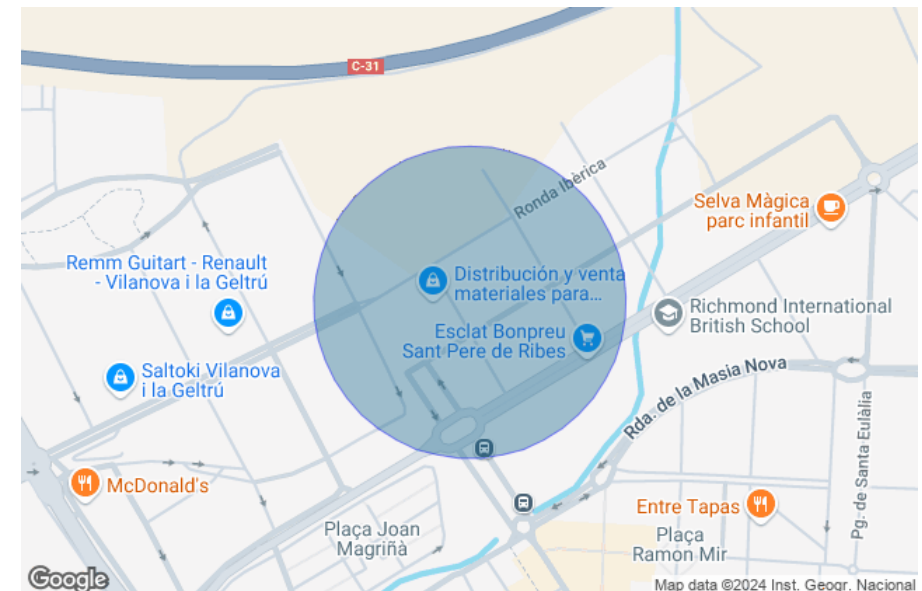 C-31
Ronda Ibèrica
Selva Màgica
parc infantil
Remm Guitart - Renault
- Vilanova i la Geltrú
Distribución y venta
materiales para...
Richmond International
British School
Esclat Bonpreu
Sant Pere de Ribes
Saltoki Vilanova
i la Geltrú
Rda. de la Masia Nova
Pg. de Santa Eulàlia
McDonald's
Entre Tapas
Plaça Joan
Magriñà
Plaça
Ramon Mir
Google
Map data ©2024 Inst. Geogr. Nacional